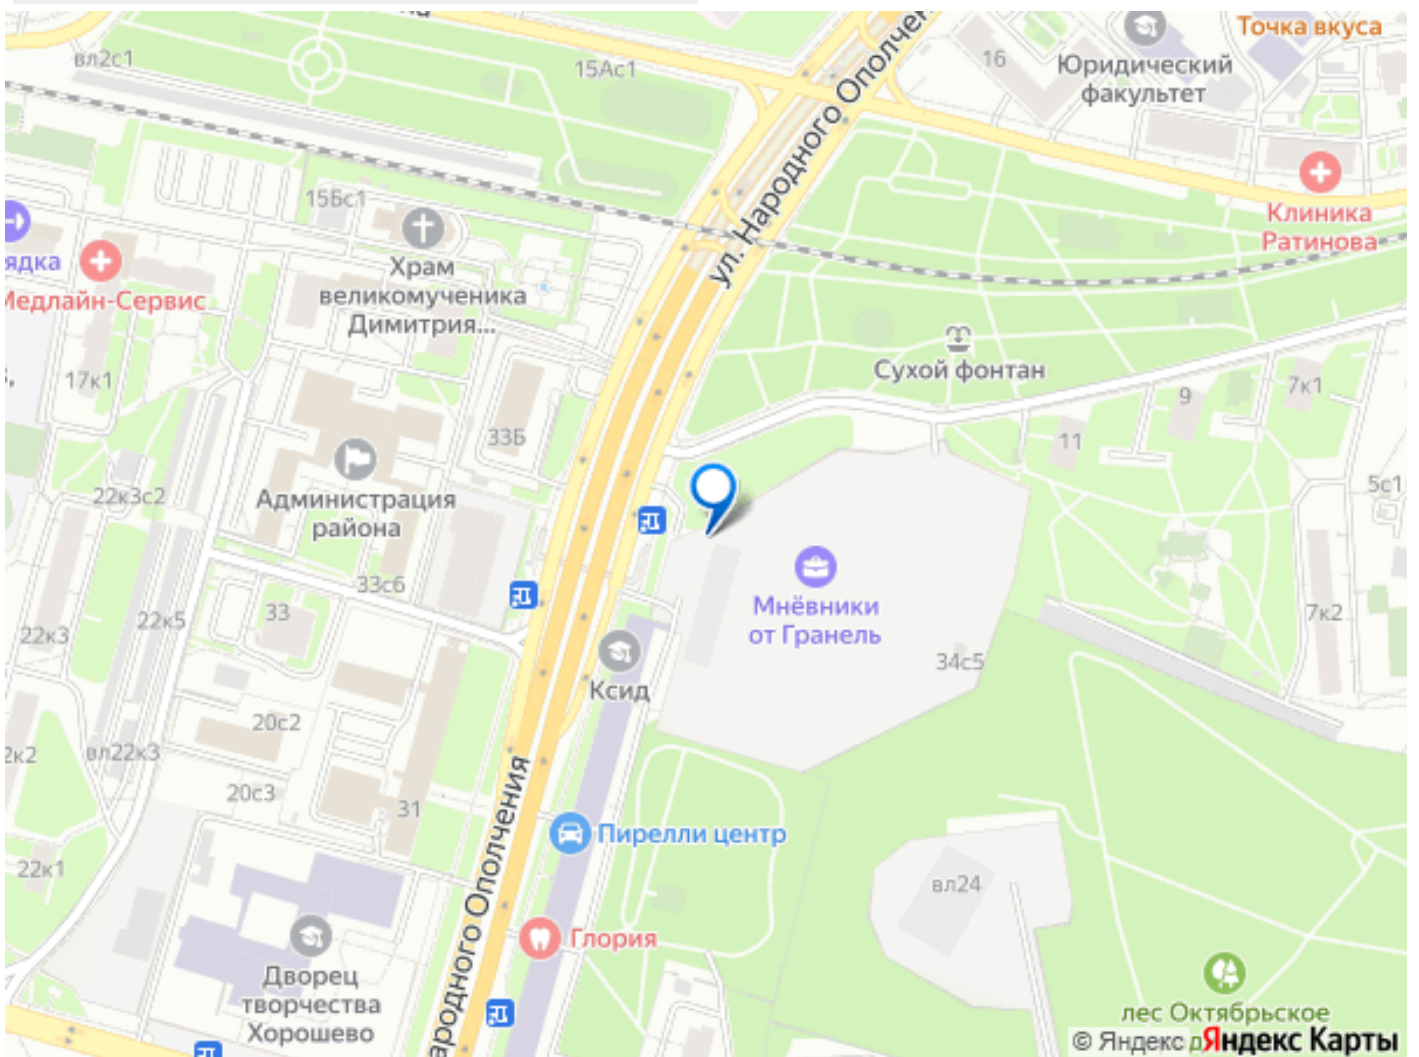 Точка вкуса
вл2с1
15Ас1
16
Юридический
факультет
ул. Народного Ополчен
Клиника
Ратинова
15Бс1
ядка
Храм
великомученика
Димитрия...
Медлайн-Сервис
Сухой фонтан
17к1
7к1
9
11
33Б
5с1
22к3с2
Администрация
района
33с6
33
22к5
22к3
Мнёвники
от Гранель
7к2
34с5
Ксид
20с2
вл22к3
2к2
20с3
31
ародного Ополчения
Пирелли центр
22к1
вл24
Глория
Дворец
творчества
Хорошево
лес Октябрьское
© Яндекс
Яндекс Карты